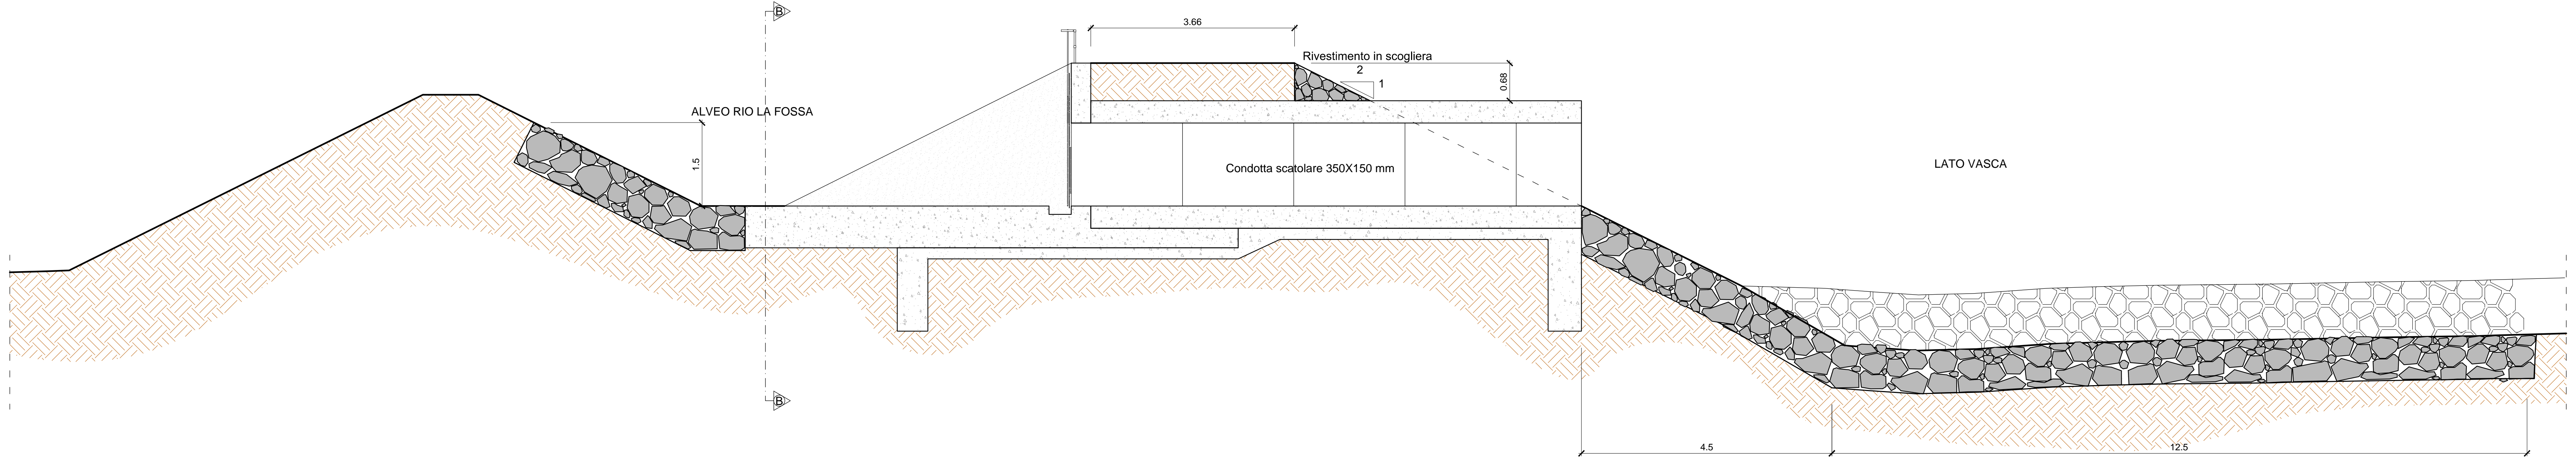 B
3.66
Rivestimento in scogliera
2
1
0.68
ALVEO RIO LA FOSSA
1.5
Condotta scatolare 350X150 mm
LATO VASCA
B
4.5
12.5